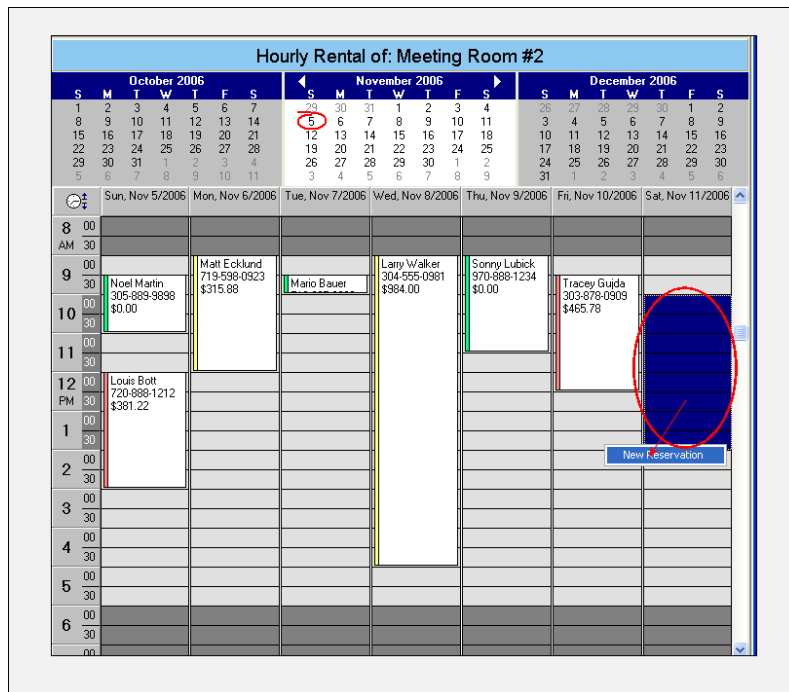 Hourly Rental of: Meeting Room #2
October 2006
S M T W T F S
1 2 3 4 5 6 7
8 9 10 11 12 13 14
15 16 17 18 19 20 21
22 23 24 25 26 27 28
29 30 31 1 2 3 4
5 6 7 8 9 10 11
November 2006
S M T W T F S
29 30 31 1 2 3 4
5 6 7 8 9 10 11
12 13 14 15 16 17 18
19 20 21 22 23 24 25
26 27 28 29 30 1 2
3 4 5 6 7 8 9
December 2006
S M T W T F S
26 27 28 29 30 1 2
3 4 5 6 7 8 9
10 11 12 13 14 15 16
17 18 19 20 21 22 23
24 25 26 27 28 29 30
31 1 2 3 4 5 6
Sun, Nov 5/2006 Mon, Nov 6/2006 Tue, Nov 7/2006 Wed, Nov 8/2006 Thu, Nov 9/2006 Fri, Nov 10/2006 Sat, Nov 11/2006
8 00
AM 30
9 00
30
10 00
30
11 00
30
12 00
PM 30
1 00
30
2 00
30
3 00
30
4 00
30
5 00
30
6 00
30
00
Noel Martin
305-889-9898
$0.00
Louis Bott
720-888-1212
$381.22
Matt Ecklund
719-598-0923
$315.88
Mario Bauer
Larry Walker
304-555-0981
$984.00
Sonny Lubick
970-888-1234
$0.00
Tracey Gujda
303-878-0909
$465.78
New Reservation